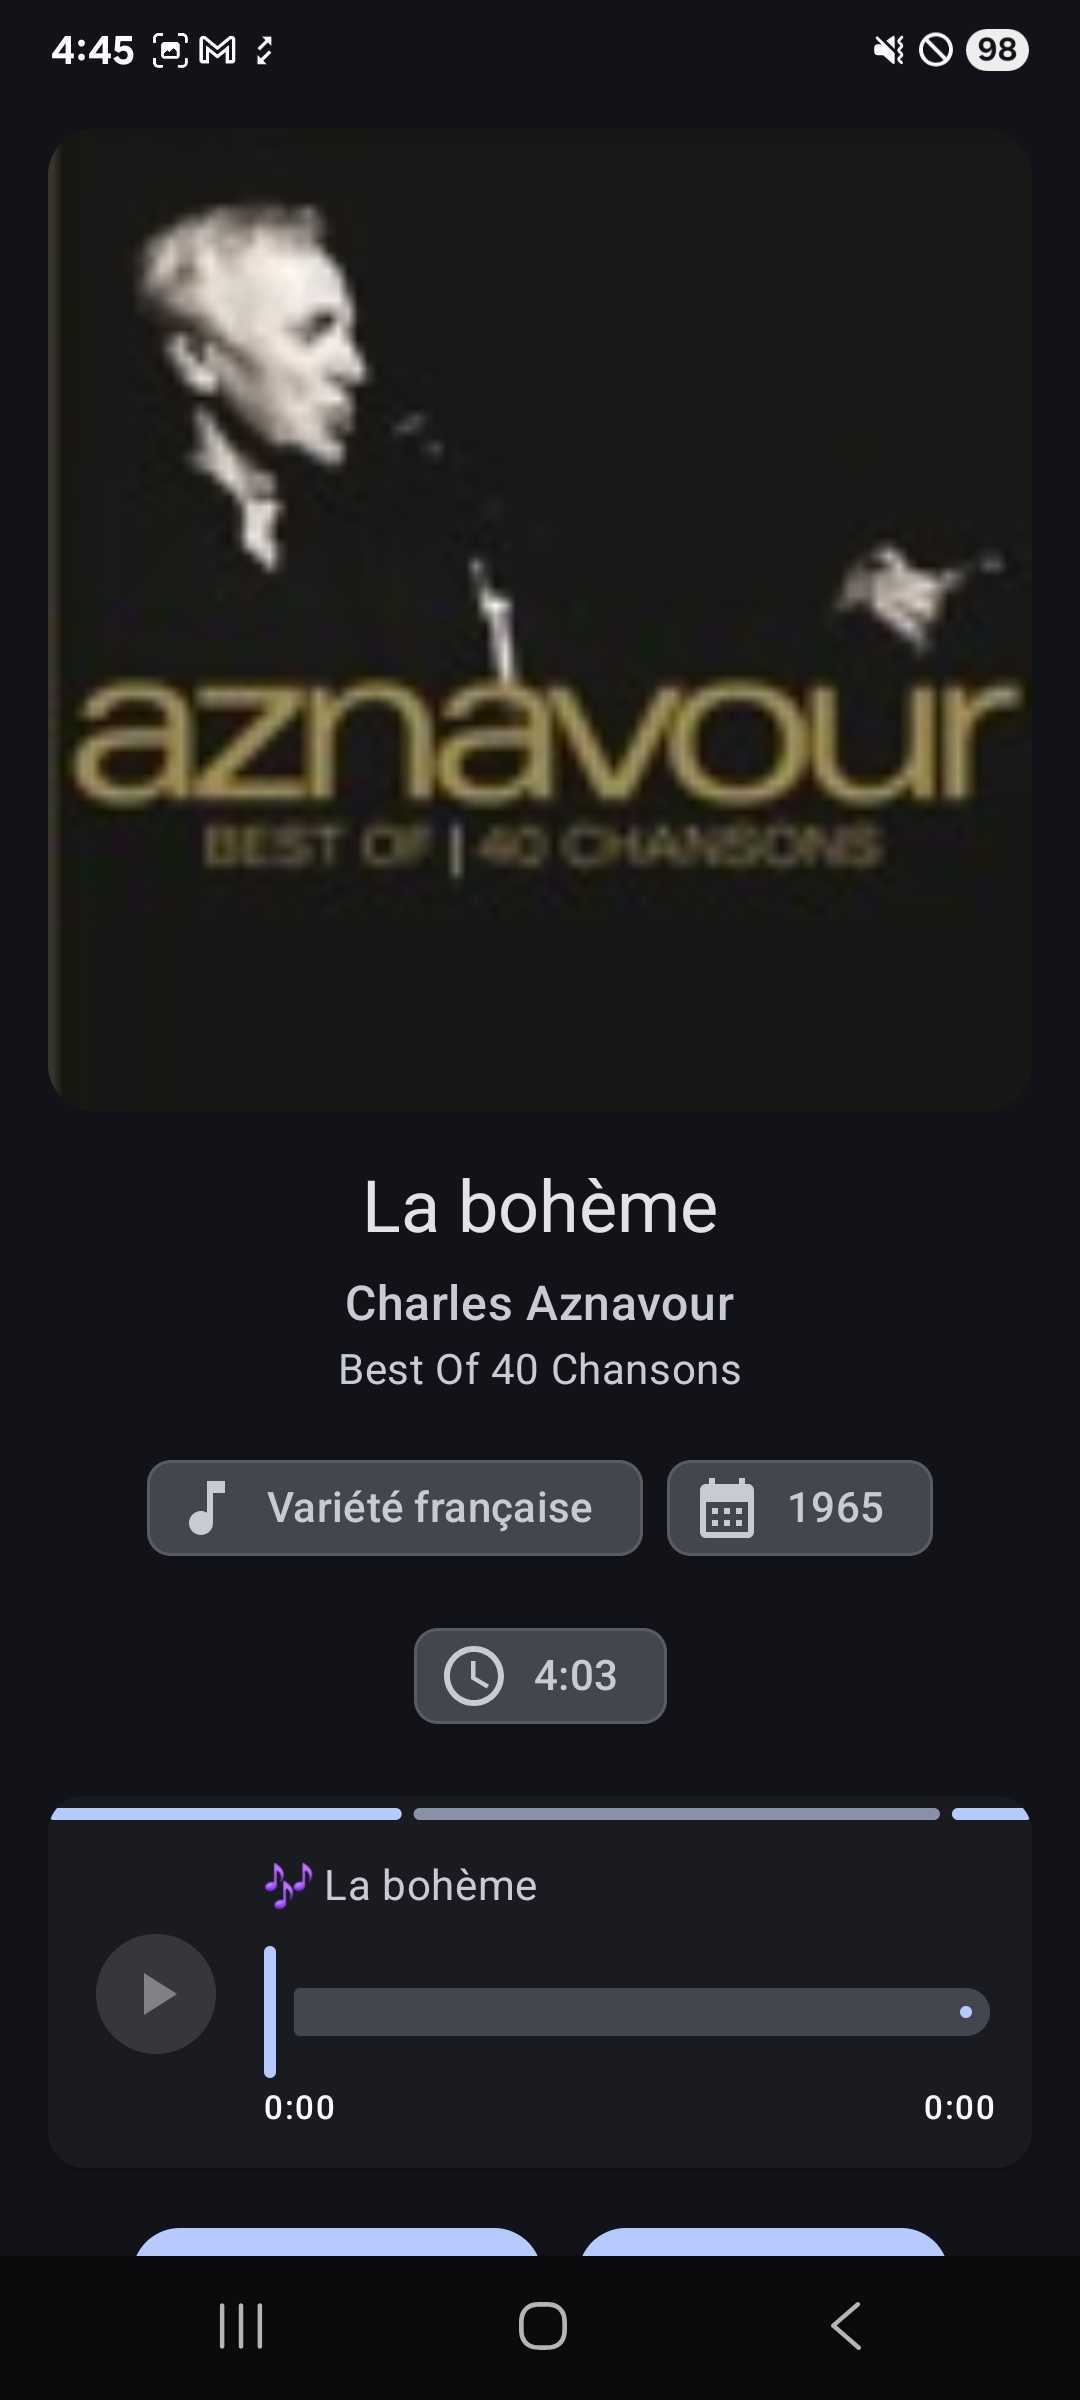 4:45
98
aznavour
BEST OF | 40 CHANSONS
La bohème
Charles Aznavour
Best Of 40 Chansons
Variété française
1965
4:03
🎶 La bohème
0:00
0:00